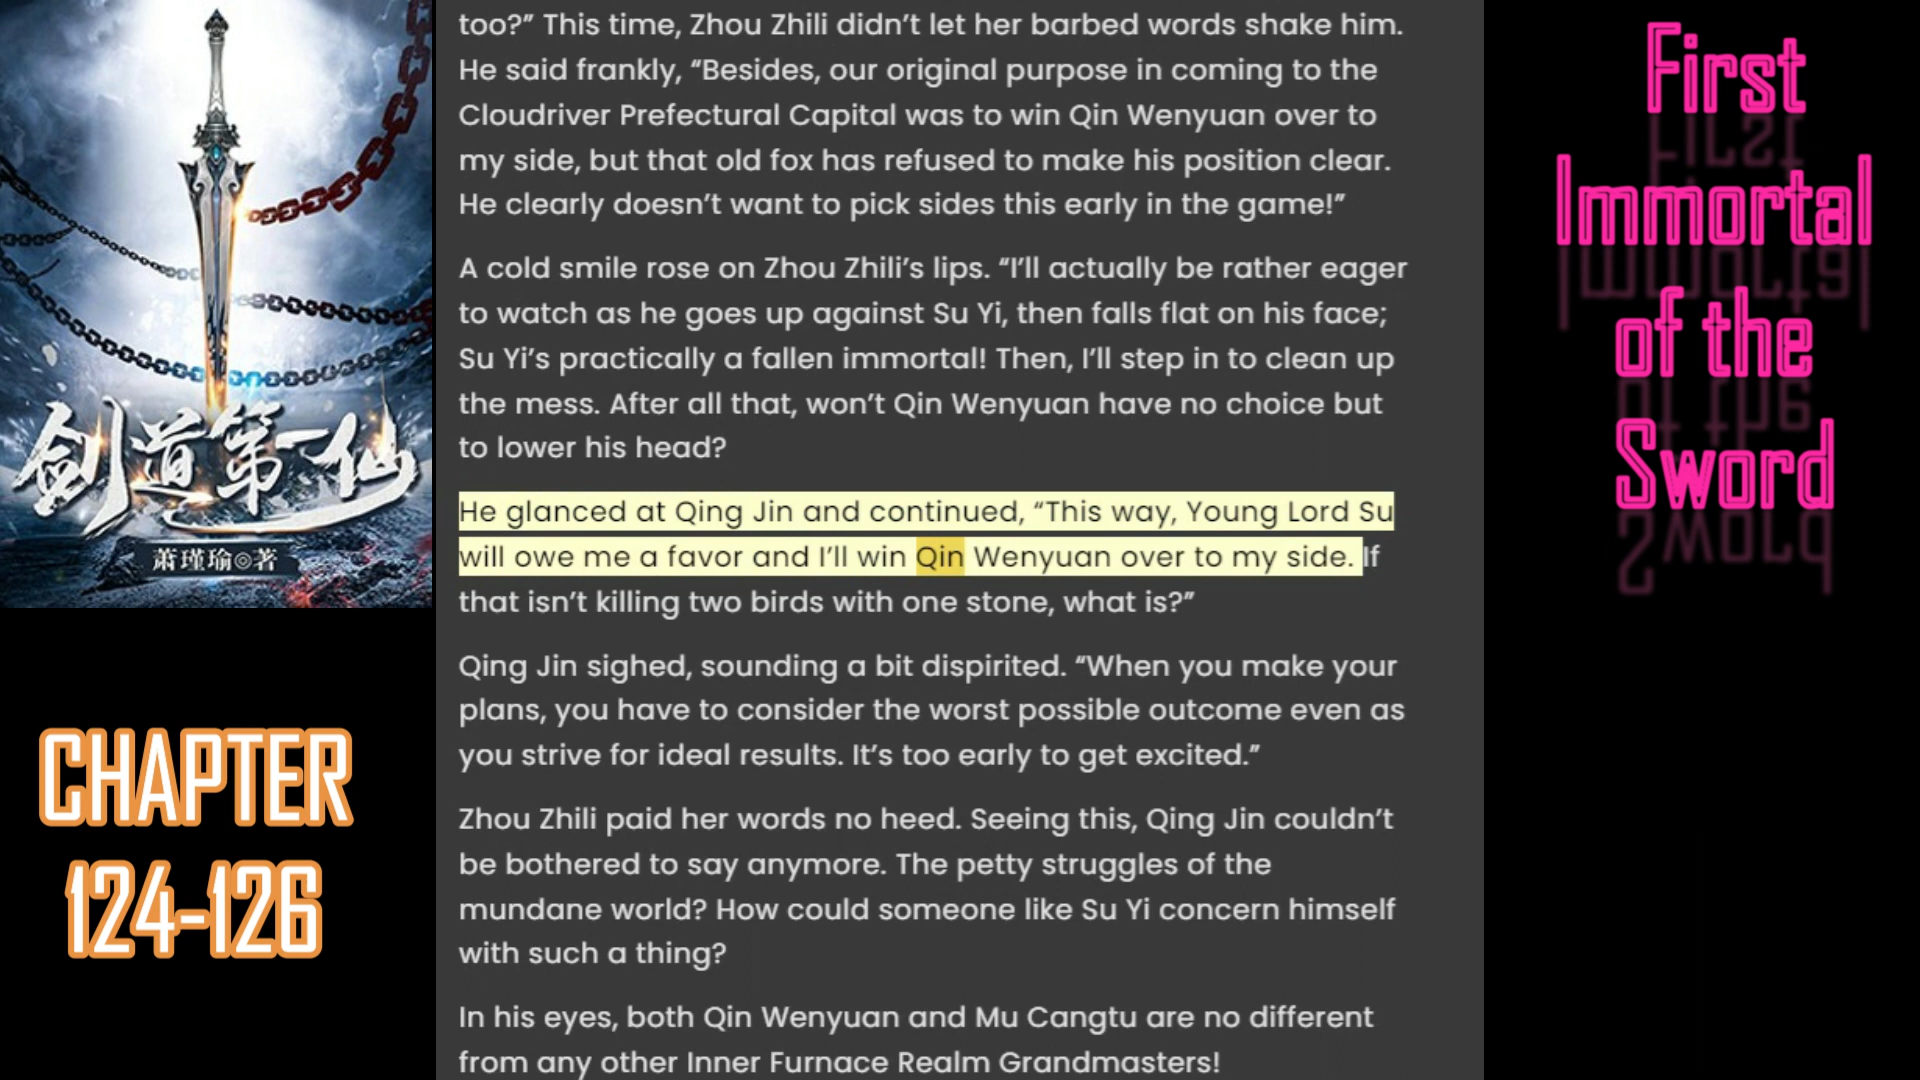 剑道第一仙
萧瑾瑜◎著
CHAPTER
124-126
too?” This time, Zhou Zhili didn’t let her barbed words shake him.
He said frankly, “Besides, our original purpose in coming to the
Cloudriver Prefectural Capital was to win Qin Wenyuan over to
my side, but that old fox has refused to make his position clear.
He clearly doesn’t want to pick sides this early in the game!”
A cold smile rose on Zhou Zhili’s lips. “I’ll actually be rather eager
to watch as he goes up against Su Yi, then falls flat on his face;
Su Yi’s practically a fallen immortal! Then, I’ll step in to clean up
the mess. After all that, won’t Qin Wenyuan have no choice but
to lower his head?
He glanced at Qing Jin and continued, “This way, Young Lord Su
will owe me a favor and I’ll win Qin Wenyuan over to my side. If
that isn’t killing two birds with one stone, what is?”
Qing Jin sighed, sounding a bit dispirited. “When you make your
plans, you have to consider the worst possible outcome even as
you strive for ideal results. It’s too early to get excited.”
Zhou Zhili paid her words no heed. Seeing this, Qing Jin couldn’t
be bothered to say anymore. The petty struggles of the
mundane world? How could someone like Su Yi concern himself
with such a thing?
In his eyes, both Qin Wenyuan and Mu Cangtu are no different
from any other Inner Furnace Realm Grandmasters!
First
Immortal
of the
Sword